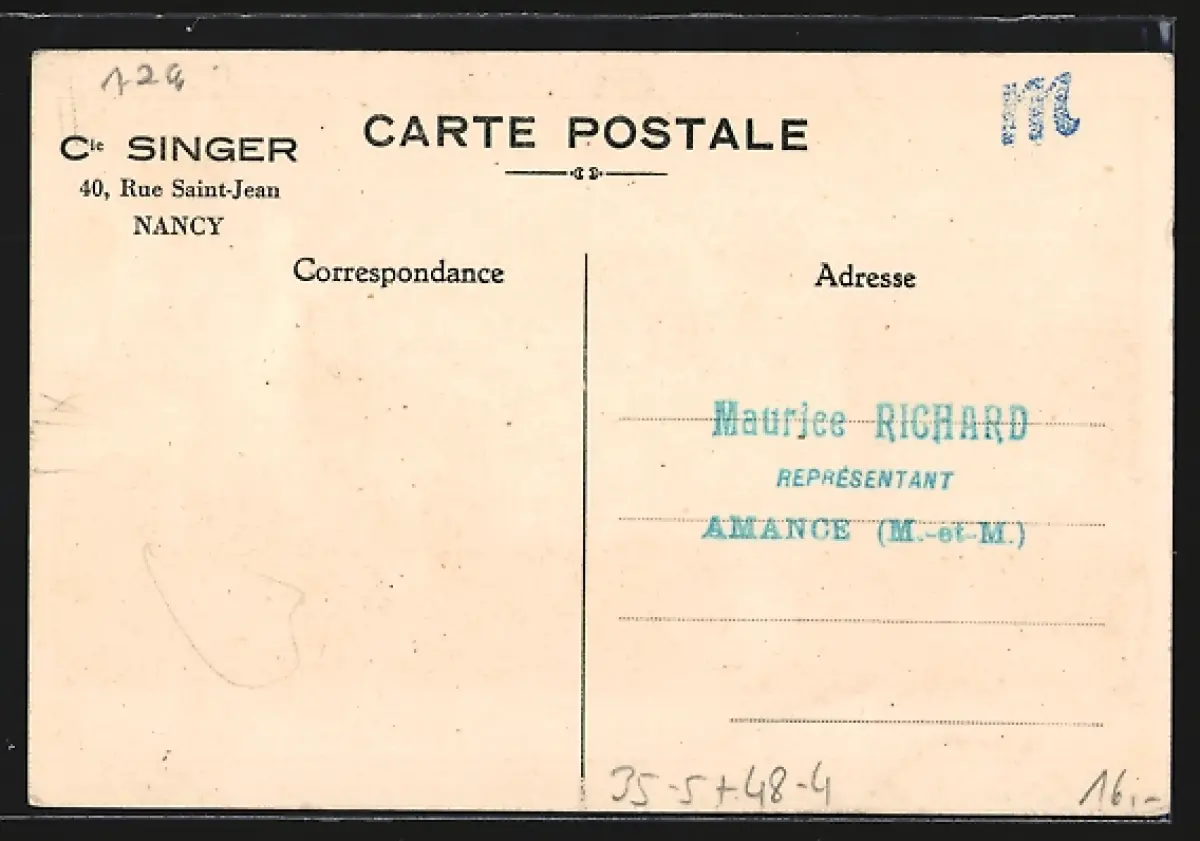 129
Cie SINGER
40, Rue Saint-Jean
NANCY
CARTE POSTALE
m
Correspondance
Adresse
Maurice RICHARD
REPRÉSENTANT
AMANCE (M.-et-M.)
35-5+48-4
16,-